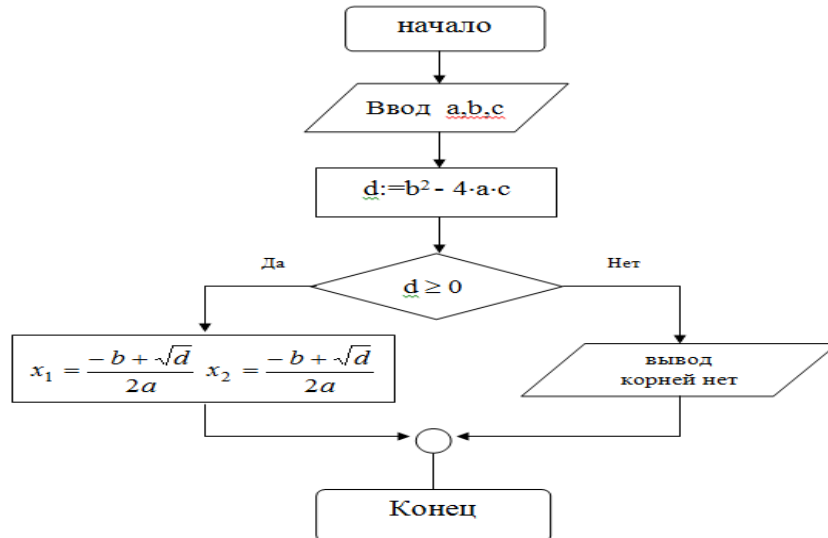 начало
Ввод a,b,c
d:=b² - 4·a·c
d ≥ 0
Да
Нет
x₁ = (-b + √d)/2a x₂ = (-b + √d)/2a
вывод
корней нет
Конец